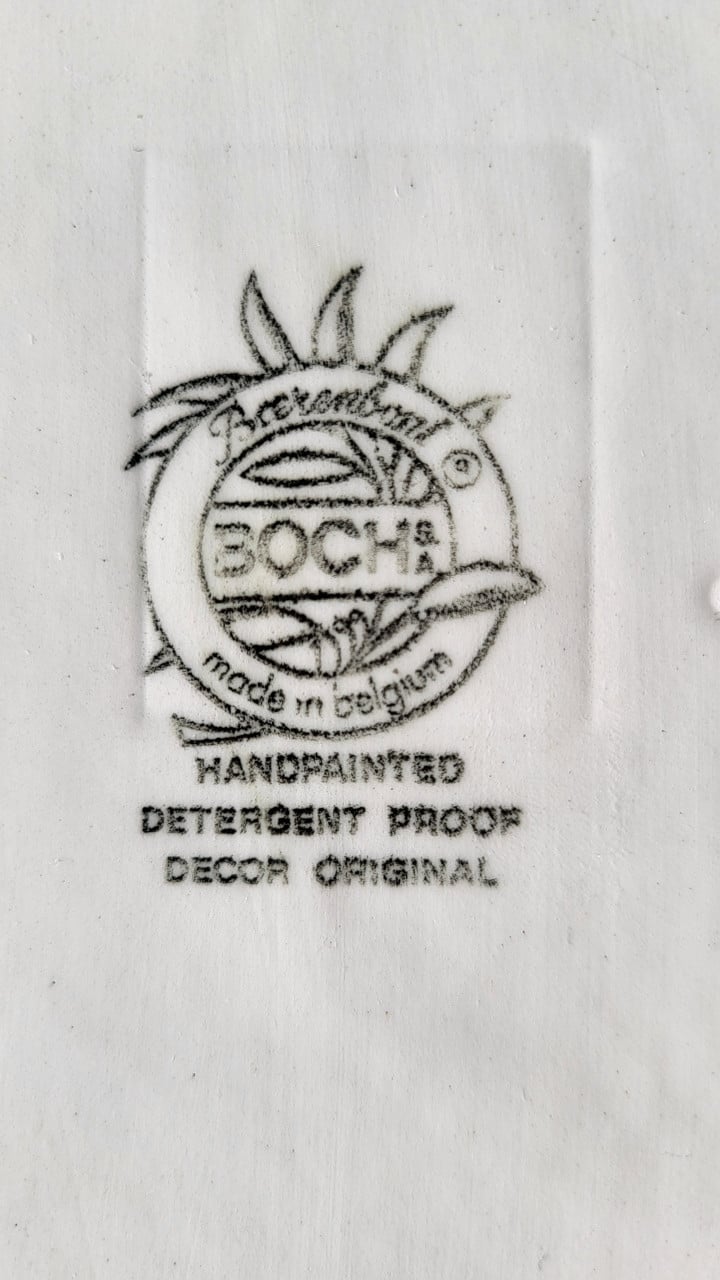 Boerenbont ®
BOCH S.A.
made in belgium
HANDPAINTED
DETERGENT PROOF
DECOR ORIGINAL